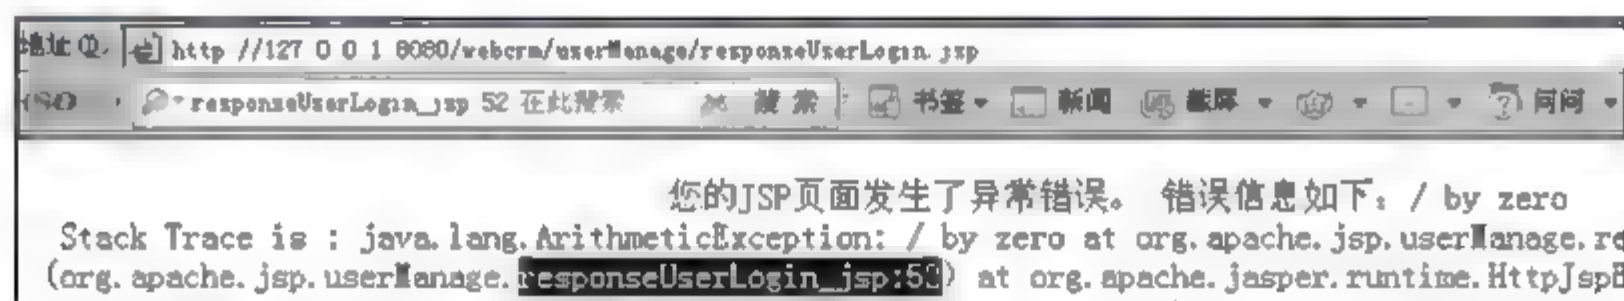 地址(D) http //127 0 0 1 8080/webcrm/userManage/responseUserLogin.jsp
responseUserLogin_jsp 52 在此搜索 搜索 书签 新闻 截屏 问问
您的JSP页面发生了异常错误。 错误信息如下: / by zero
Stack Trace is : java.lang.ArithmeticException: / by zero at org.apache.jsp.userManage.re
(org.apache.jsp.userManage.responseUserLogin_jsp:52) at org.apache.jasper.runtime.HttpJspB